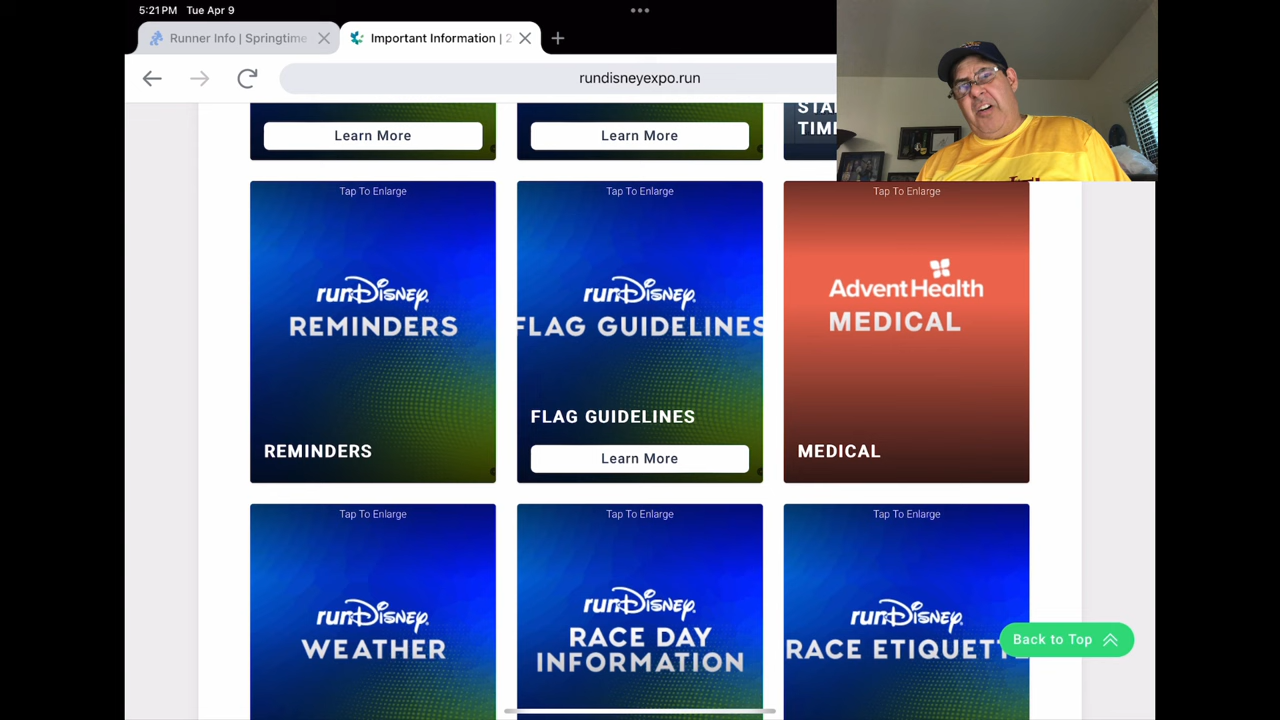 5:21 PM Tue Apr 9
Runner Info | Springtime
Important Information | 2
rundisneyexpo.run
Learn More
Learn More
STA
TIM
Tap To Enlarge
runDisney
REMINDERS
REMINDERS
Tap To Enlarge
runDisney
FLAG GUIDELINES
FLAG GUIDELINES
Learn More
Tap To Enlarge
AdventHealth
MEDICAL
MEDICAL
Tap To Enlarge
runDisney
WEATHER
Tap To Enlarge
runDisney
RACE DAY
INFORMATION
Tap To Enlarge
runDisney
RACE ETIQUETT
Back to Top